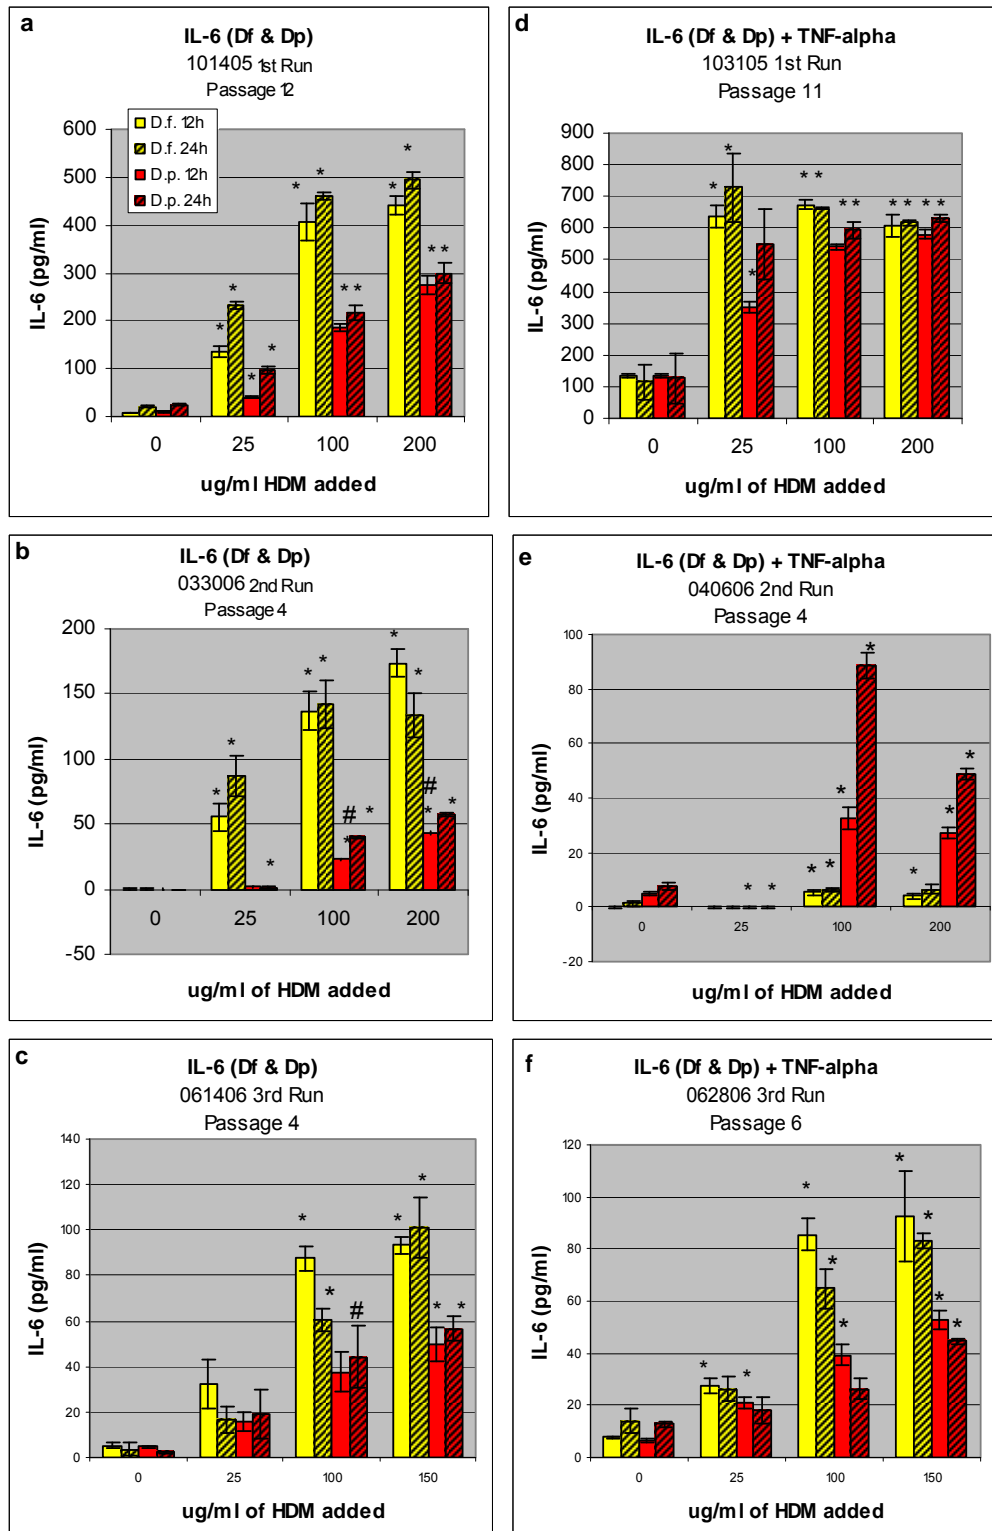 a
IL-6 (Df & Dp)
101405 1st Run
Passage 12
D.f. 12h
D.f. 24h
D.p. 12h
D.p. 24h
IL-6 (pg/ml)
600
500
400
300
200
100
0
* * * * * * * * * * * *
0 25 100 200
ug/ml HDM added
d
IL-6 (Df & Dp) + TNF-alpha
103105 1st Run
Passage 11
IL-6 (pg/ml)
900
800
700
600
500
400
300
200
100
0
* * * * * * * * * * *
0 25 100 200
ug/ml of HDM added
b
IL-6 (Df & Dp)
033006 2nd Run
Passage 4
IL-6 (pg/ml)
200
150
100
50
0
-50
* * * * * # * * * * # * *
0 25 100 200
ug/ml of HDM added
e
IL-6 (Df & Dp) + TNF-alpha
040606 2nd Run
Passage 4
IL-6 (pg/ml)
100
80
60
40
20
0
-20
* * * * * * * * *
0 25 100 200
ug/ml of HDM added
c
IL-6 (Df & Dp)
061406 3rd Run
Passage 4
IL-6 (pg/ml)
140
120
100
80
60
40
20
0
* * # * * * *
0 25 100 150
ug/ml of HDM added
f
IL-6 (Df & Dp) + TNF-alpha
062806 3rd Run
Passage 6
IL-6 (pg/ml)
120
100
80
60
40
20
0
* * * * * * * * *
0 25 100 150
ug/ml of HDM added